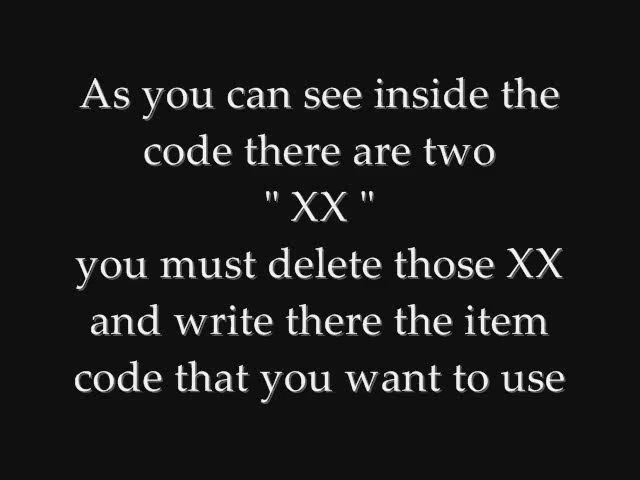 As you can see inside the
code there are two
" XX "
you must delete those XX
and write there the item
code that you want to use